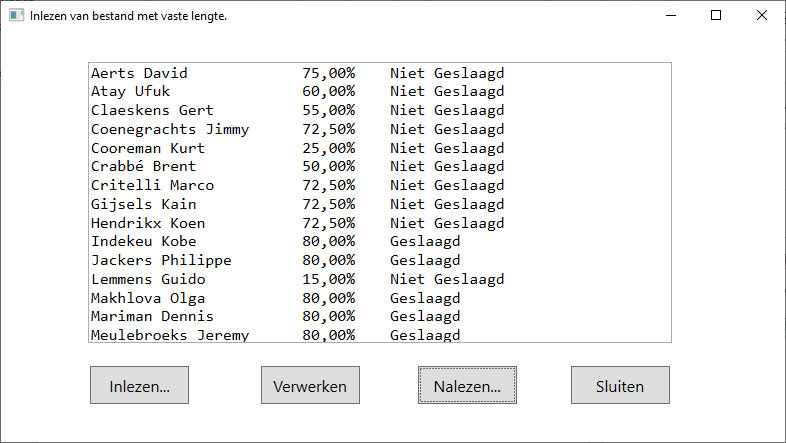 Inlezen van bestand met vaste lengte.
Aerts David 75,00% Niet Geslaagd
Atay Ufuk 60,00% Niet Geslaagd
Claeskens Gert 55,00% Niet Geslaagd
Coenegrachts Jimmy 72,50% Niet Geslaagd
Cooreman Kurt 25,00% Niet Geslaagd
Crabbé Brent 50,00% Niet Geslaagd
Critelli Marco 72,50% Niet Geslaagd
Gijsels Kain 72,50% Niet Geslaagd
Hendrikx Koen 72,50% Niet Geslaagd
Indekeu Kobe 80,00% Geslaagd
Jackers Philippe 80,00% Geslaagd
Lemmens Guido 15,00% Niet Geslaagd
Makhlova Olga 80,00% Geslaagd
Mariman Dennis 80,00% Geslaagd
Meulebroeks Jeremy 80,00% Geslaagd
Inlezen... Verwerken Nalezen... Sluiten